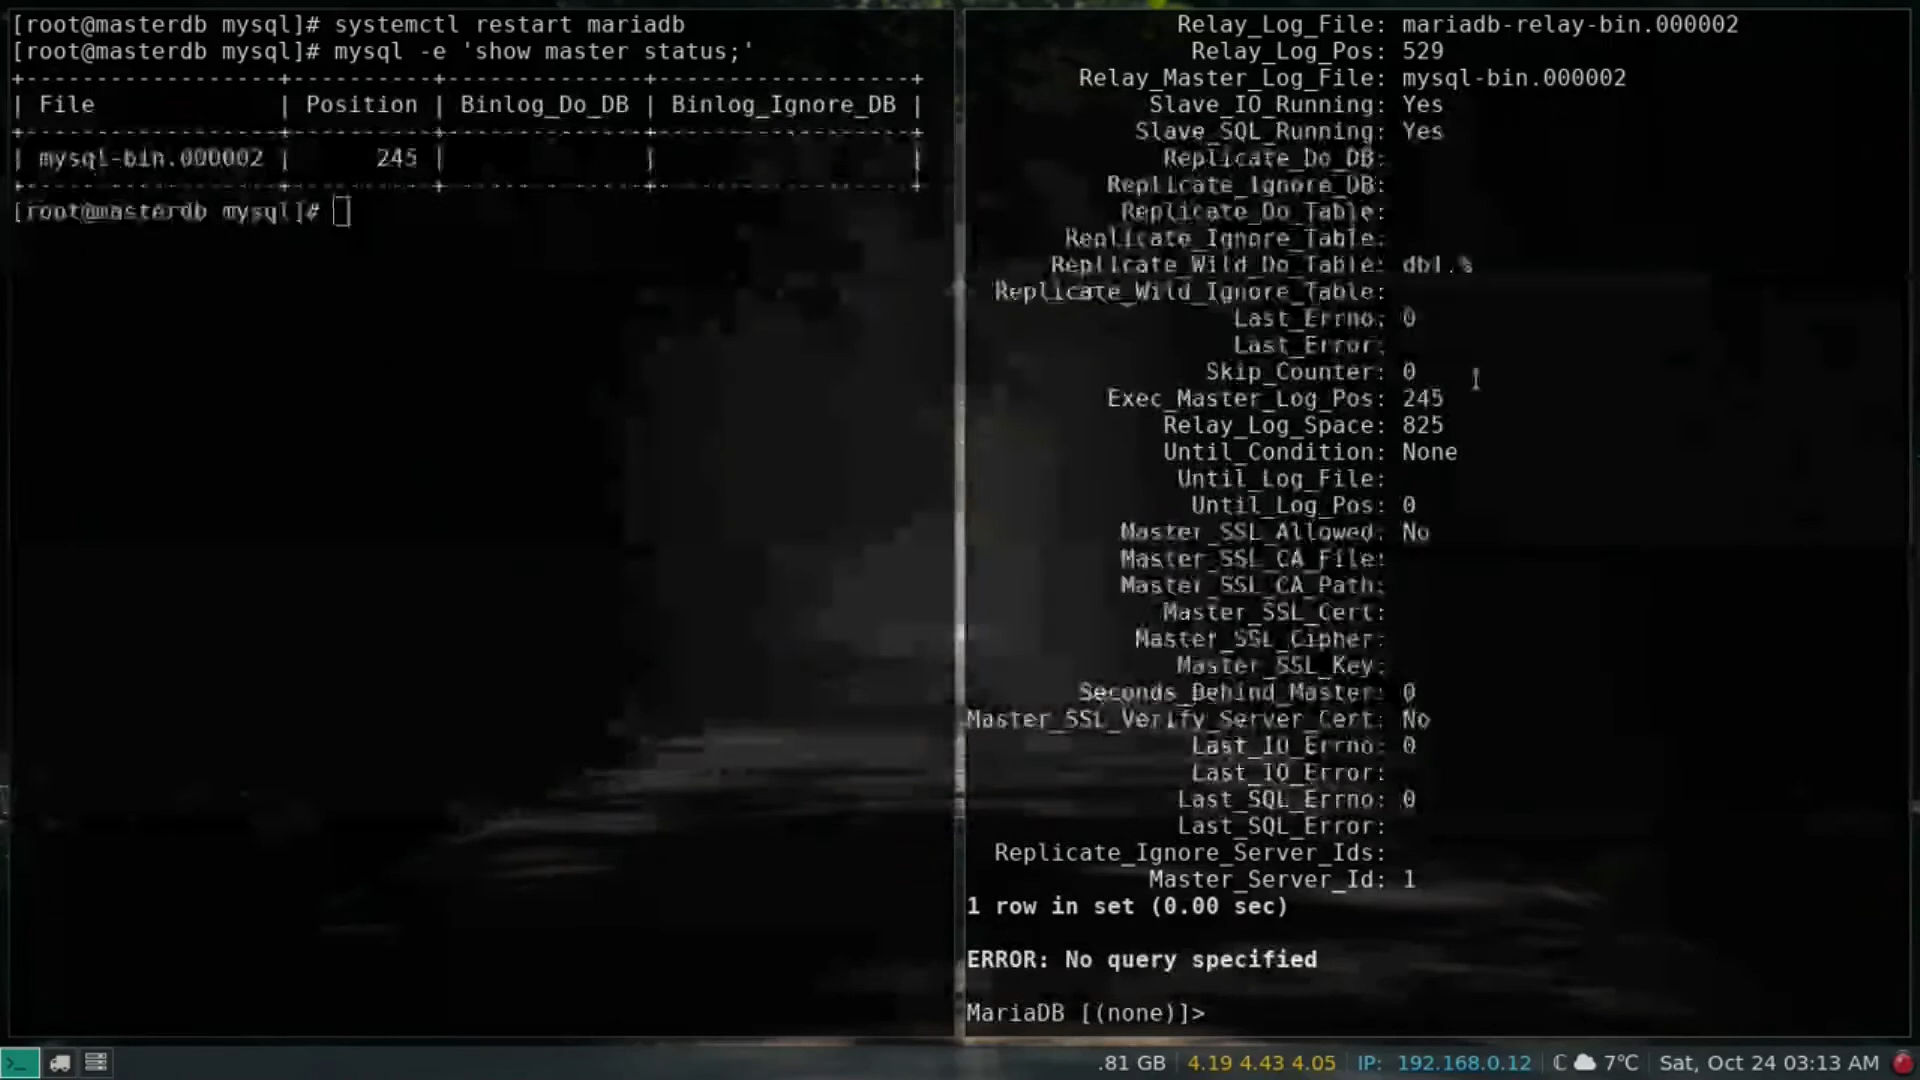 [root@masterdb mysql]# systemctl restart mariadb
[root@masterdb mysql]# mysql -e 'show master status;'
+------------------+----------+--------------+------------------+
| File | Position | Binlog_Do_DB | Binlog_Ignore_DB |
+------------------+----------+--------------+------------------+
| mysql-bin.000002 | 245 | | |
+------------------+----------+--------------+------------------+
[root@masterdb mysql]#
Relay_Log_File: mariadb-relay-bin.000002
Relay_Log_Pos: 529
Relay_Master_Log_File: mysql-bin.000002
Slave_IO_Running: Yes
Slave_SQL_Running: Yes
Replicate_Do_DB:
Replicate_Ignore_DB:
Replicate_Do_Table:
Replicate_Ignore_Table:
Replicate_Wild_Do_Table: db1.%
Replicate_Wild_Ignore_Table:
Last_Errno: 0
Last_Error:
Skip_Counter: 0
Exec_Master_Log_Pos: 245
Relay_Log_Space: 825
Until_Condition: None
Until_Log_File:
Until_Log_Pos: 0
Master_SSL_Allowed: No
Master_SSL_CA_File:
Master_SSL_CA_Path:
Master_SSL_Cert:
Master_SSL_Cipher:
Master_SSL_Key:
Seconds_Behind_Master: 0
Master_SSL_Verify_Server_Cert: No
Last_IO_Errno: 0
Last_IO_Error:
Last_SQL_Errno: 0
Last_SQL_Error:
Replicate_Ignore_Server_Ids:
Master_Server_Id: 1
1 row in set (0.00 sec)
ERROR: No query specified
MariaDB [(none)]>
.81 GB | 4.19 4.43 4.05 | IP: 192.168.0.12 | 7°C | Sat, Oct 24 03:13 AM